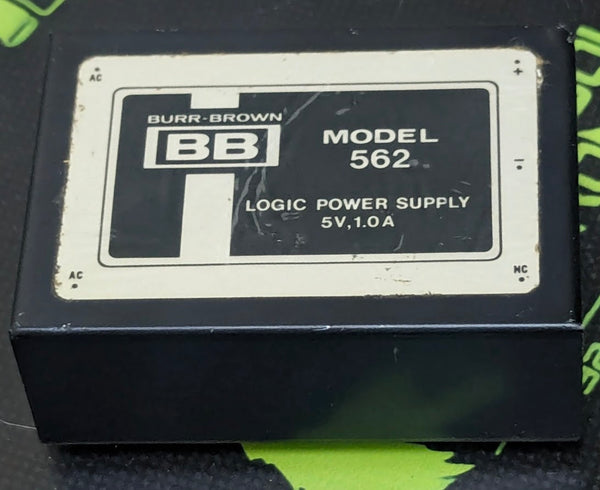 AC
+
BURR-BROWN
BB
MODEL
562
-
LOGIC POWER SUPPLY
5V,1.0A
AC
NC